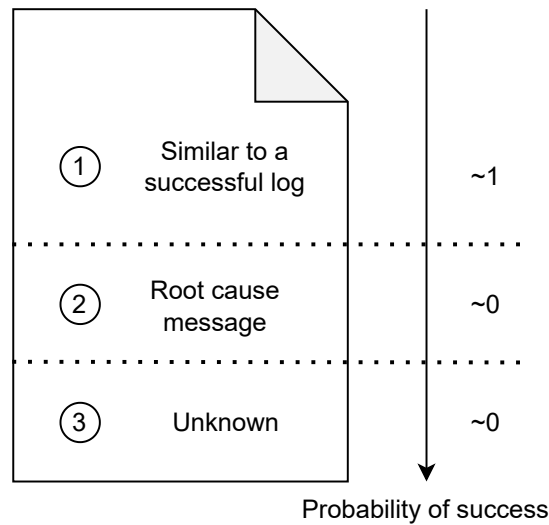 1
Similar to a
successful log
~1
2
Root cause
message
~0
3
Unknown
~0
Probability of success